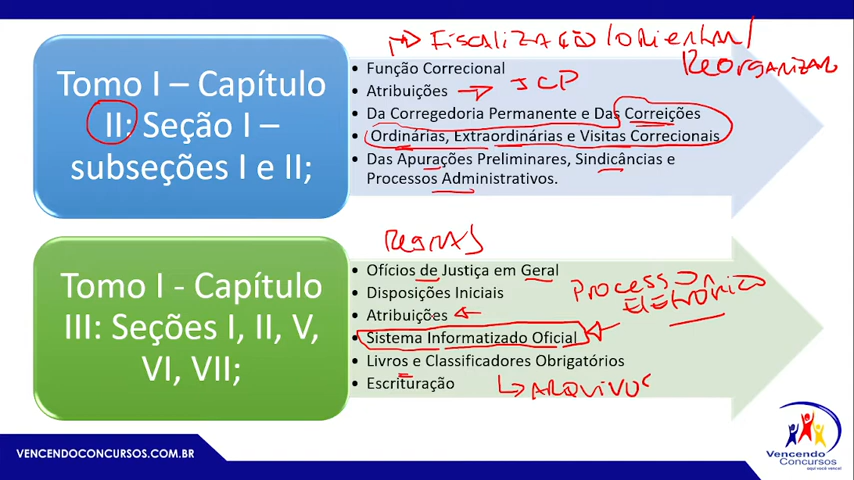 → Fiscalização / orientar /
Reorganizar
Tomo I – Capítulo
II: Seção I –
subseções I e II;
• Função Correcional
• Atribuições → JCP
• Da Corregedoria Permanente e Das Correições
Ordinárias, Extraordinárias e Visitas Correcionais
• Das Apurações Preliminares, Sindicâncias e
Processos Administrativos.
Regras
Tomo I - Capítulo
III: Seções I, II, V,
VI, VII;
• Ofícios de Justiça em Geral
• Disposições Iniciais
• Atribuições ←
• Sistema Informatizado Oficial ←
• Livros e Classificadores Obrigatórios
• Escrituração
Processo
Eletrônico
↳ Arquivos
VENCENDOCONCURSOS.COM.BR
Vencendo
Concursos
aqui você vence!